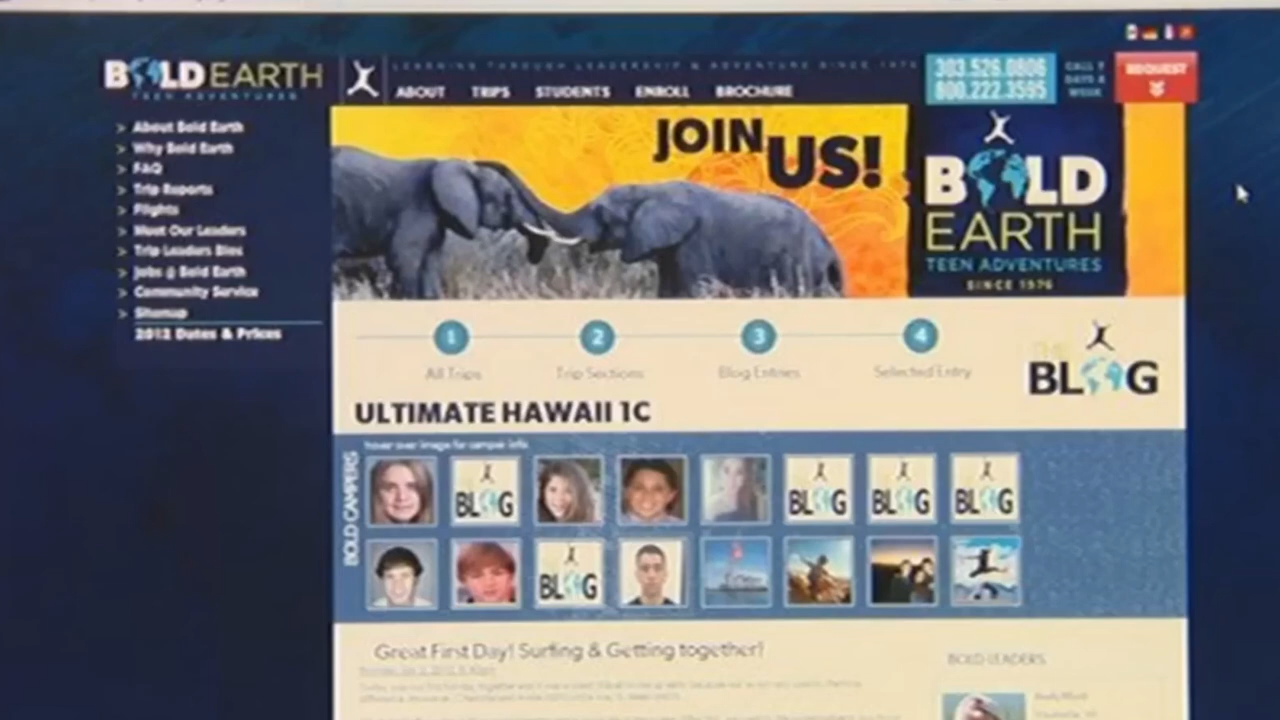 BOLD EARTH
TEEN ADVENTURES
LEARNING THROUGH LEADERSHIP & ADVENTURE SINCE 1976
ABOUT TRIPS STUDENTS ENROLL BROCHURE
303.526.0806
800.222.3595
CALL 7
DAYS A
WEEK
REQUEST
> About Bold Earth
> Why Bold Earth
> FAQ
> Trip Reports
> Flights
> Meet Our Leaders
> Trip Leaders Bios
> Jobs @ Bold Earth
> Community Service
> Sitemap
2012 Dates & Prices
JOIN US!
BOLD
EARTH
TEEN ADVENTURES
SINCE 1976
1 2 3 4
All Trips Trip Sections Blog Entries Selected Entry
THE
BLOG
ULTIMATE HAWAII 1C
hover over image for camper info
BOLD CAMPERS
BLOG BLOG BLOG BLOG
BLOG
Great First Day! Surfing & Getting together!
BOLD LEADERS